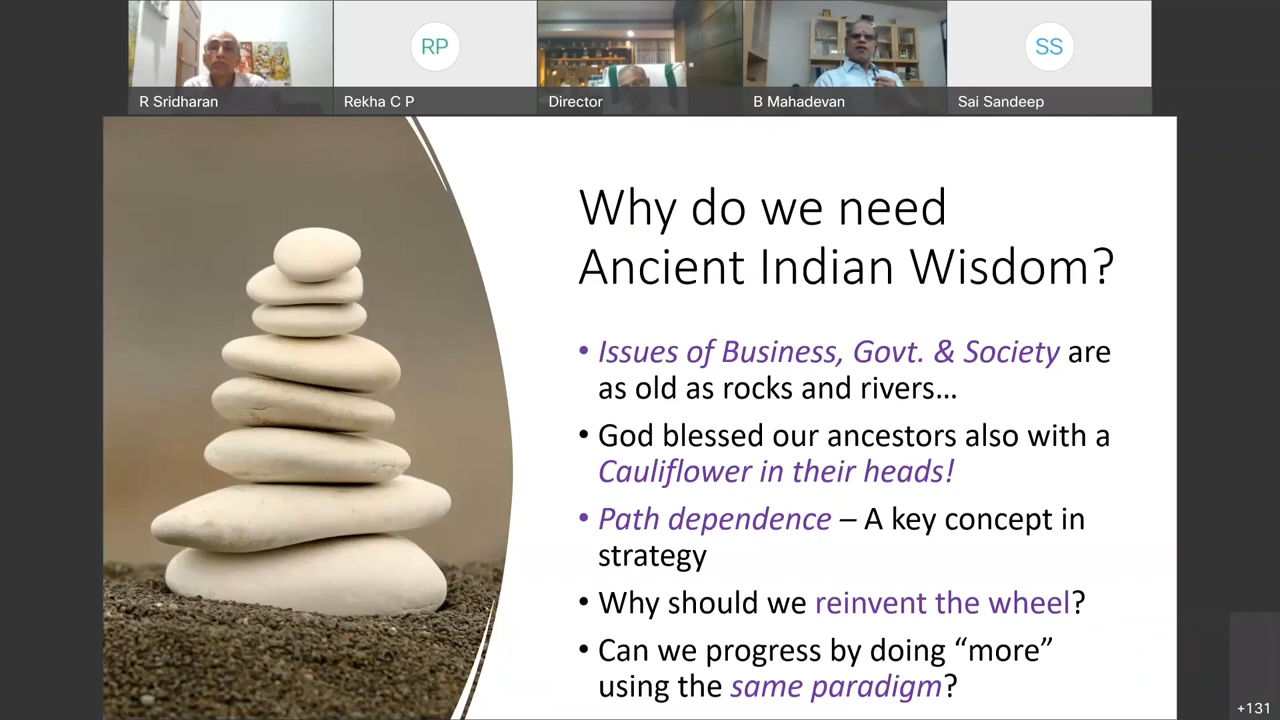 RP
SS
R Sridharan
Rekha C P
Director
B Mahadevan
Sai Sandeep
Why do we need
Ancient Indian Wisdom?
• Issues of Business, Govt. & Society are
as old as rocks and rivers…
• God blessed our ancestors also with a
Cauliflower in their heads!
• Path dependence – A key concept in
strategy
• Why should we reinvent the wheel?
• Can we progress by doing “more”
using the same paradigm?
+131